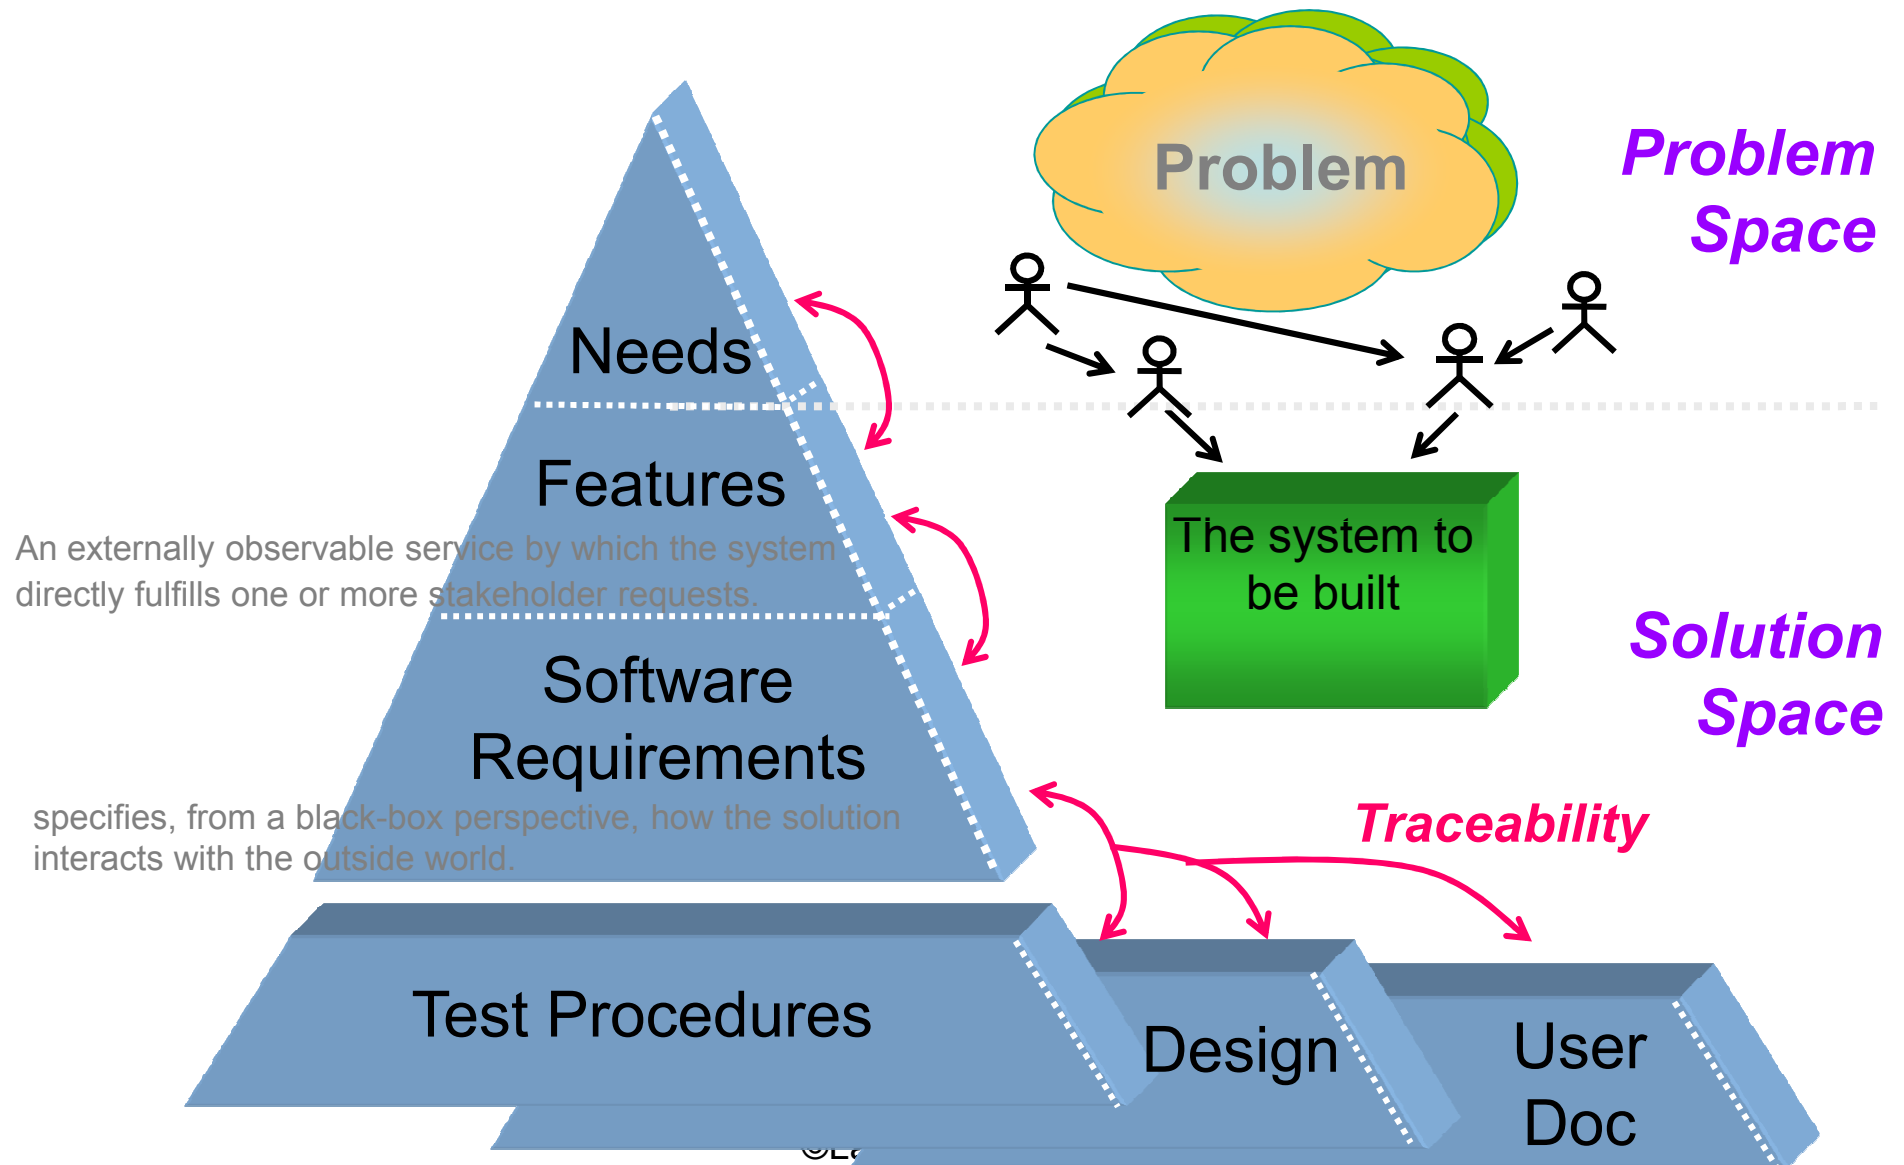 Problem
Problem
Space
Needs
Features
An externally observable service by which the system
directly fulfills one or more stakeholder requests.
The system to
be built
Solution
Space
Software
Requirements
specifies, from a black-box perspective, how the solution
interacts with the outside world.
Traceability
Test Procedures
Design
User
Doc